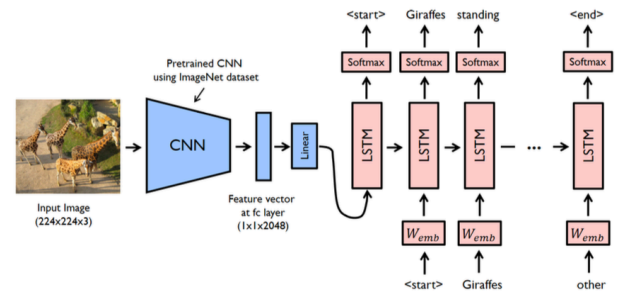 <start>
Giraffes
standing
<end>
Softmax
Softmax
Softmax
Softmax
Pretrained CNN
using ImageNet dataset
CNN
Linear
LSTM
LSTM
LSTM
...
LSTM
Input Image
(224x224x3)
Feature vector
at fc layer
(1x1x2048)
Wemb
Wemb
Wemb
<start>
Giraffes
other